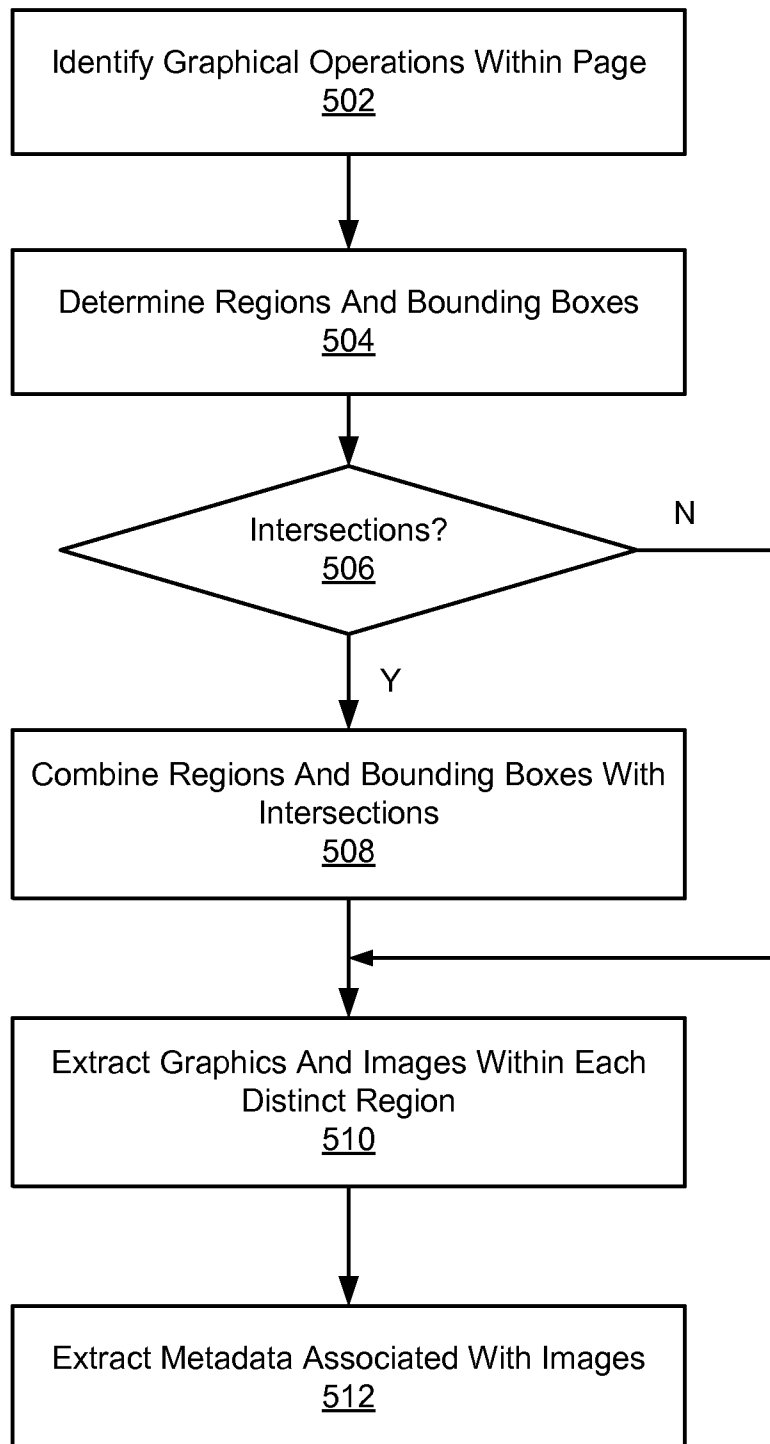 Identify Graphical Operations Within Page
502
Determine Regions And Bounding Boxes
504
Intersections?
506
N
Y
Combine Regions And Bounding Boxes With
Intersections
508
Extract Graphics And Images Within Each
Distinct Region
510
Extract Metadata Associated With Images
512